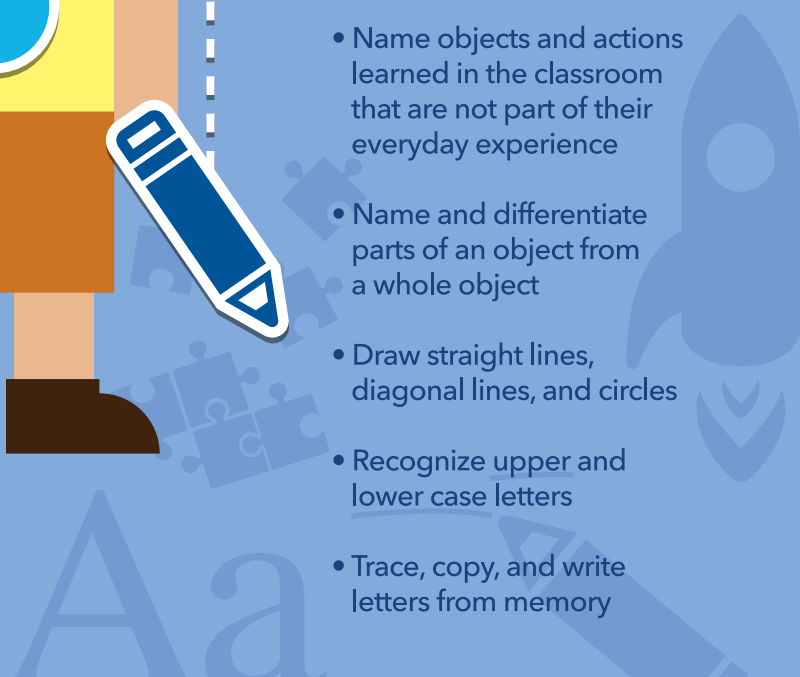 • Name objects and actions
learned in the classroom
that are not part of their
everyday experience
• Name and differentiate
parts of an object from
a whole object
• Draw straight lines,
diagonal lines, and circles
• Recognize upper and
lower case letters
• Trace, copy, and write
letters from memory
Aa